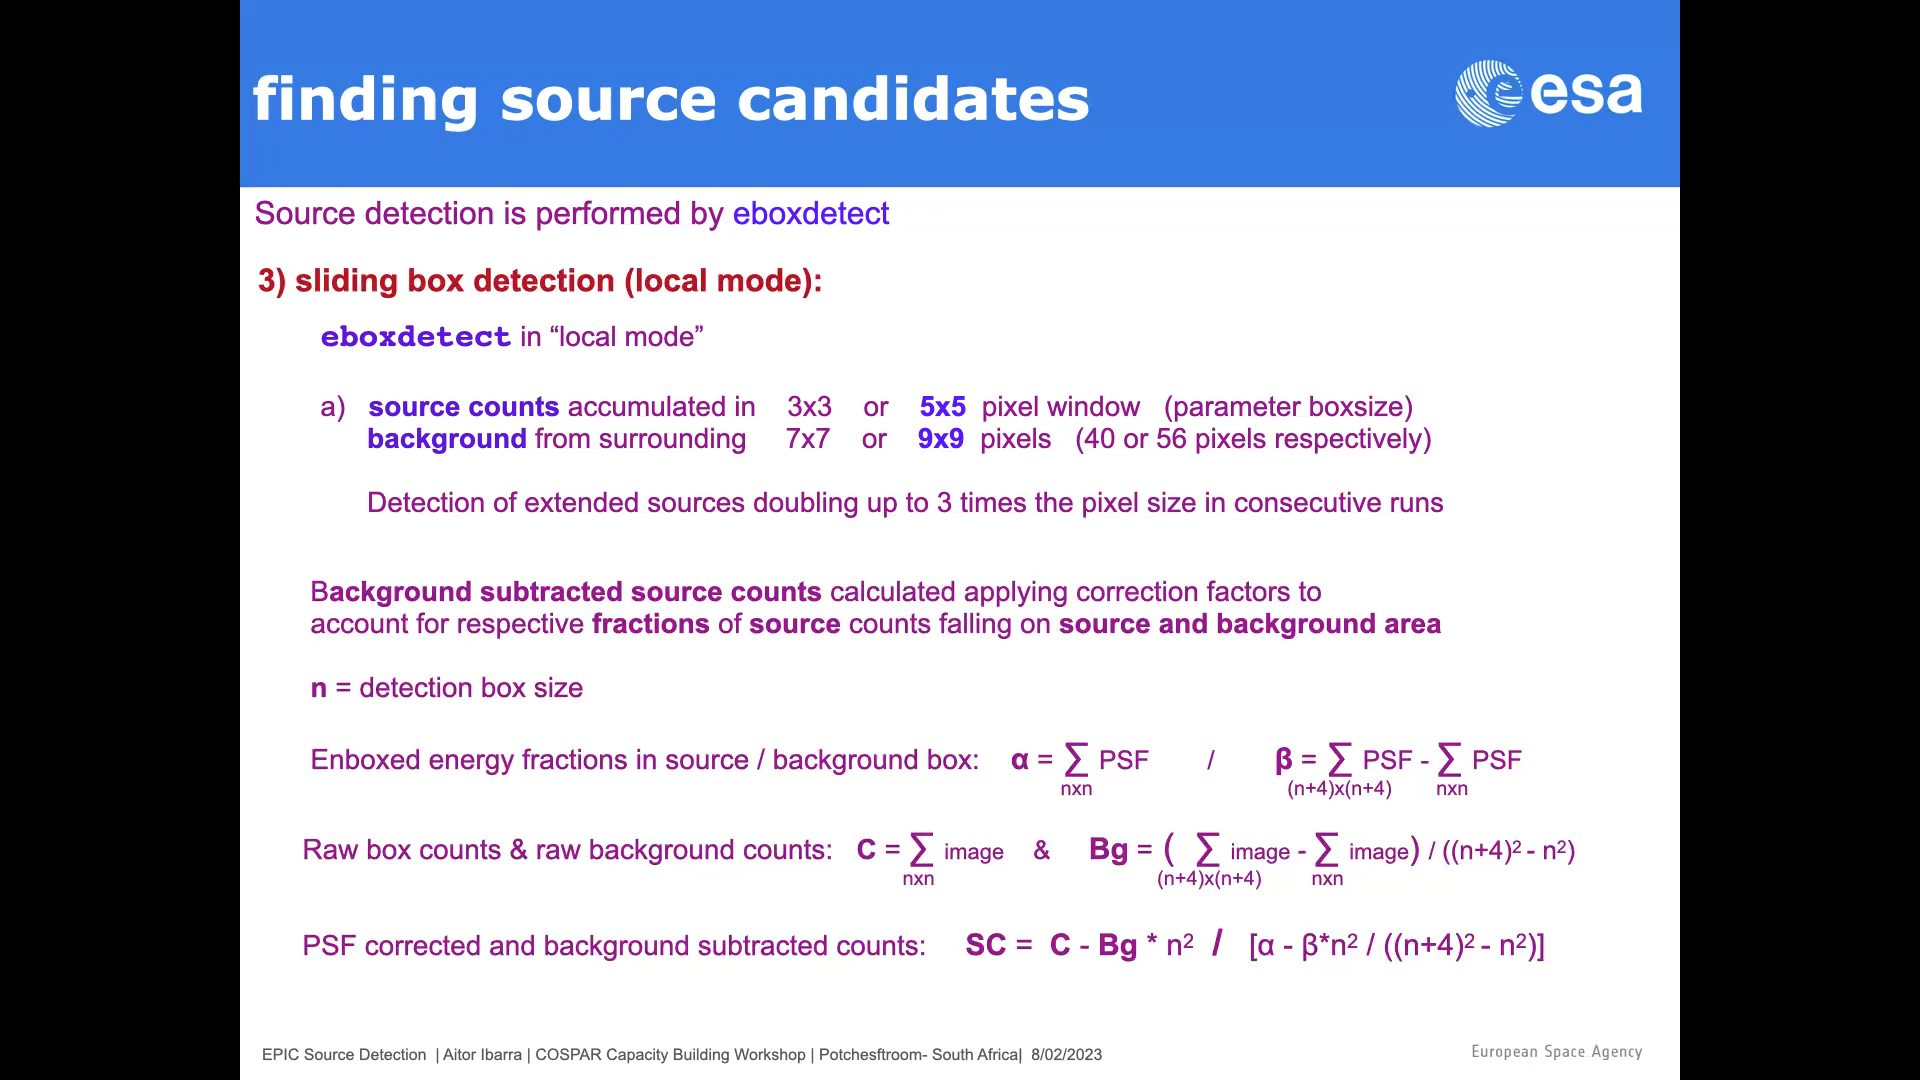 finding source candidates
esa
Source detection is performed by eboxdetect
3) sliding box detection (local mode):
eboxdetect in “local mode”
a) source counts accumulated in 3x3 or 5x5 pixel window (parameter boxsize)
background from surrounding 7x7 or 9x9 pixels (40 or 56 pixels respectively)
Detection of extended sources doubling up to 3 times the pixel size in consecutive runs
Background subtracted source counts calculated applying correction factors to
account for respective fractions of source counts falling on source and background area
n = detection box size
Enboxed energy fractions in source / background box: α = ∑ PSF / β = ∑ PSF - ∑ PSF
nxn (n+4)x(n+4) nxn
Raw box counts & raw background counts: C = ∑ image & Bg = ( ∑ image - ∑ image) / ((n+4)² - n²)
nxn (n+4)x(n+4) nxn
PSF corrected and background subtracted counts: SC = C - Bg * n² / [α - β*n² / ((n+4)² - n²)]
EPIC Source Detection | Aitor Ibarra | COSPAR Capacity Building Workshop | Potchesftroom- South Africa| 8/02/2023
European Space Agency